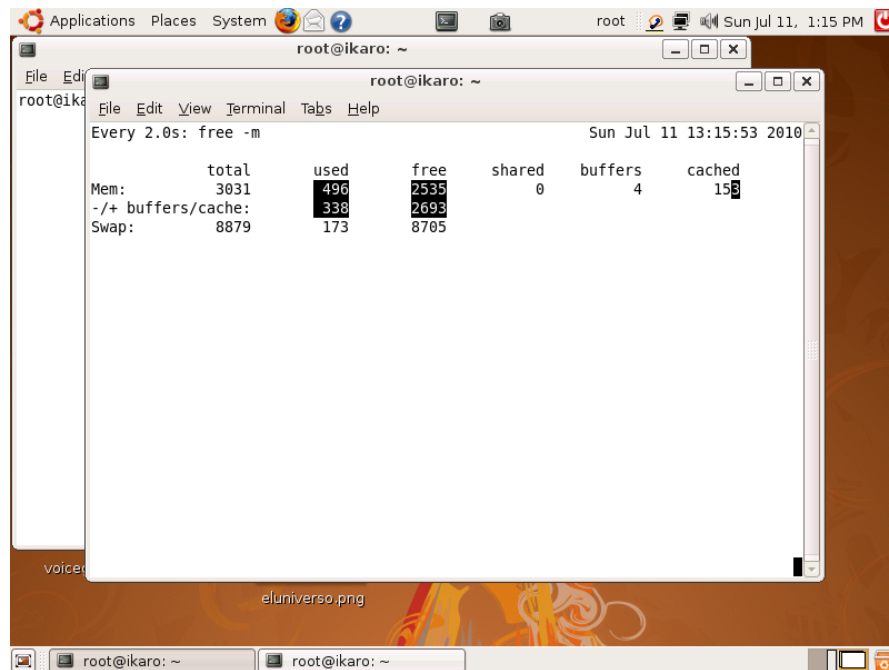 Applications Places System root Sun Jul 11, 1:15 PM
root@ikaro: ~
File Edi
root@ika
root@ikaro: ~
File Edit View Terminal Tabs Help
Every 2.0s: free -m Sun Jul 11 13:15:53 2010
total used free shared buffers cached
Mem: 3031 496 2535 0 4 153
-/+ buffers/cache: 338 2693
Swap: 8879 173 8705
voice
eluniverso.png
root@ikaro: ~ root@ikaro: ~